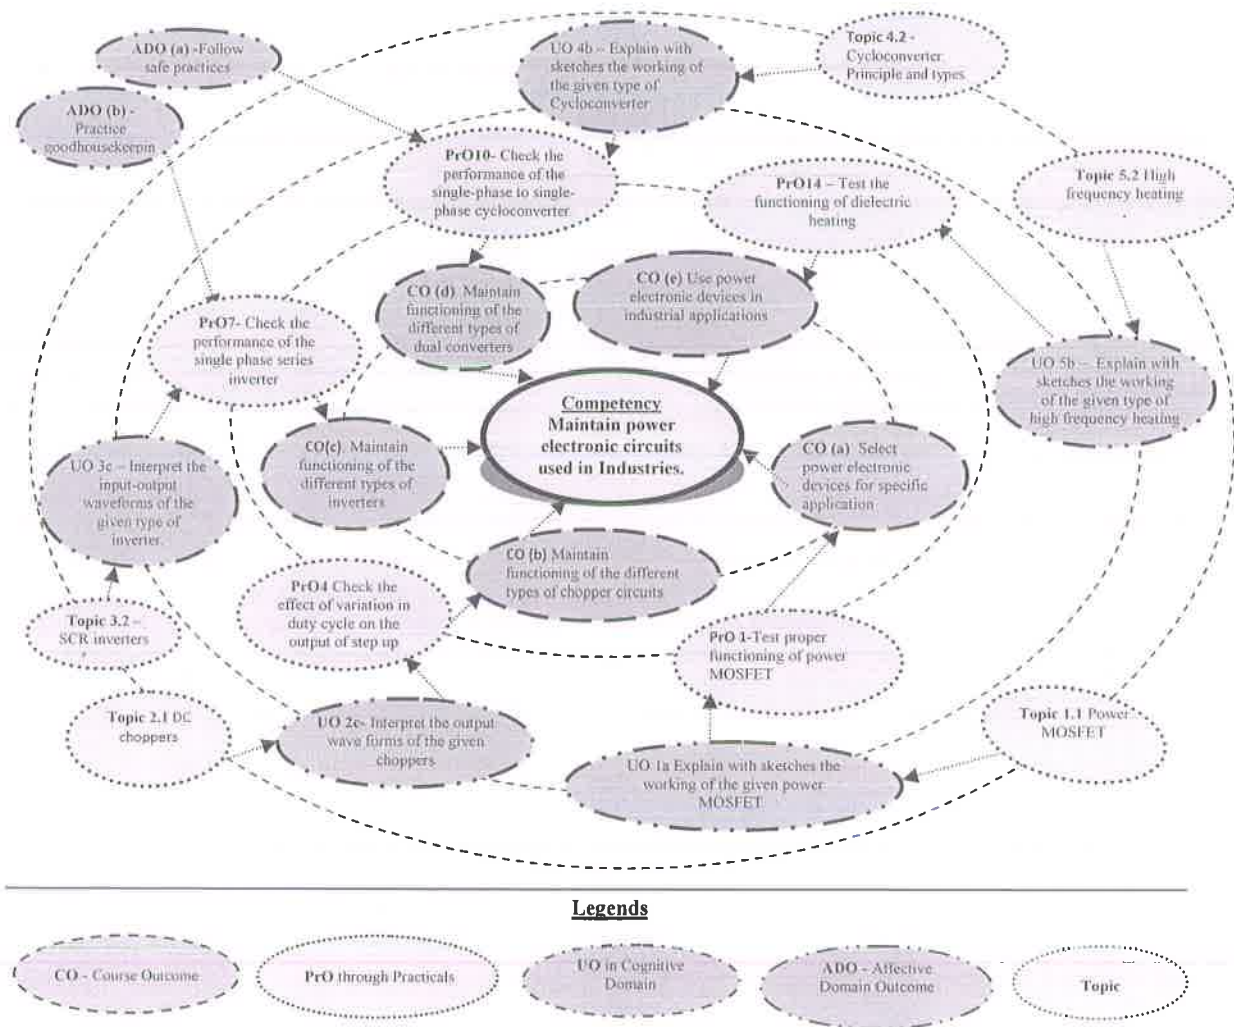 ADO (a) -Follow
safe practices
UO 4b – Explain with
sketches the working of
the given type of
Cycloconverter
Topic 4.2 -
Cycloconverter
Principle and types
ADO (b) -
Practice
goodhousekeepin
PrO10- Check the
performance of the
single-phase to single-
phase cycloconverter
PrO14 – Test the
functioning of dielectric
heating
Topic 5.2 High
frequency heating
CO (d) Maintain
functioning of the
different types of
dual converters
CO (e) Use power
electronic devices in
industrial applications
PrO7- Check the
performance of the
single phase series
inverter
UO 5b – Explain with
sketches the working
of the given type of
high frequency heating
Competency
Maintain power
electronic circuits
used in Industries.
CO(c). Maintain
functioning of the
different types of
inverters
CO (a) Select
power electronic
devices for specific
application
UO 3c – Interpret the
input-output
waveforms of the
given type of
inverter.
CO (b) Maintain
functioning of the different
types of chopper circuits
PrO4 Check the
effect of variation in
duty cycle on the
output of step up
Topic 3.2 –
SCR inverters
PrO 1-Test proper
functioning of power
MOSFET
Topic 2.1 DC
choppers
UO 2c- Interpret the output
wave forms of the given
choppers
Topic 1.1 Power
MOSFET
UO 1a Explain with sketches the
working of the given power
MOSFET
Legends
CO - Course Outcome
PrO through Practicals
UO in Cognitive
Domain
ADO - Affective
Domain Outcome
Topic